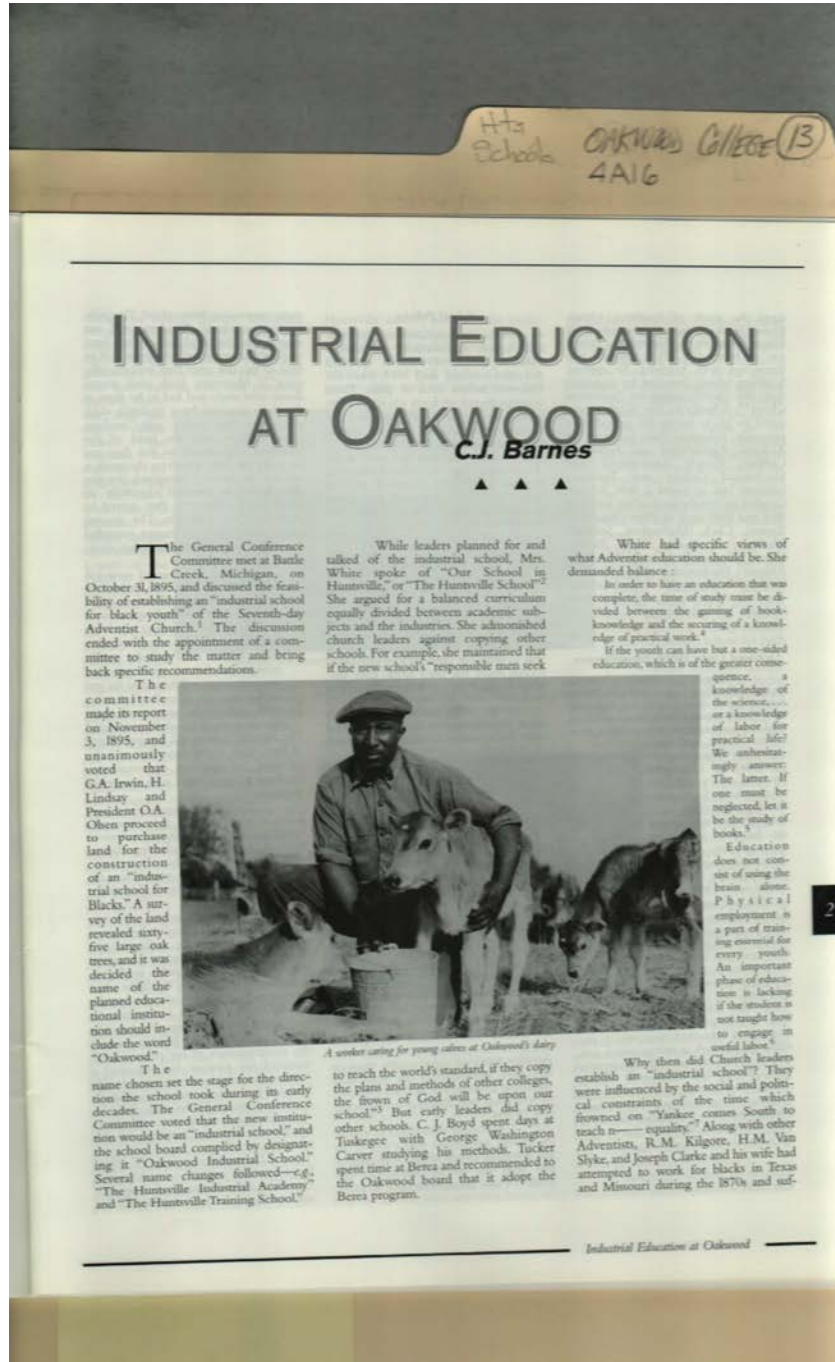 Hts
Schools
OAKWOOD COllEGE 13
4A16
INDUSTRIAL EDUCATION
AT OAKWOOD
C.J. Barnes
▲ ▲ ▲
The General Conference
Committee met at Battle
Creek, Michigan, on
October 31, 1895, and discussed the feasi-
bility of establishing an "industrial school
for black youth" of the Seventh-day
Adventist Church.1 The discussion
ended with the appointment of a com-
mittee to study the matter and bring
back specific recommendations.
The
committee
made its report
on November
3, 1895, and
unanimously
voted that
G.A. Irwin, H.
Lindsay and
President O.A.
Olsen proceed
to purchase
land for the
construction
of an "indus-
trial school for
Blacks." A sur-
vey of the land
revealed sixty-
five large oak
trees, and it was
decided the
name of the
planned educa-
tional institu-
tion should in-
clude the word
"Oakwood."
The
name chosen set the stage for the direc-
tion the school took during its early
decades. The General Conference
Committee voted that the new institu-
tion would be an "industrial school," and
the school board complied by designat-
ing it "Oakwood Industrial School."
Several name changes followed—e.g.,
"The Huntsville Industrial Academy"
and "The Huntsville Training School."
While leaders planned for and
talked of the industrial school, Mrs.
White spoke of "Our School in
Huntsville," or "The Huntsville School"2
She argued for a balanced curriculum
equally divided between academic sub-
jects and the industries. She admonished
church leaders against copying other
schools. For example, she maintained that
if the new school's "responsible men seek
A worker caring for young calves at Oakwood's dairy
to reach the world's standard, if they copy
the plans and methods of other colleges,
the frown of God will be upon our
school."3 But early leaders did copy
other schools. C. J. Boyd spent days at
Tuskegee with George Washington
Carver studying his methods. Tucker
spent time at Berea and recommended to
the Oakwood board that it adopt the
Berea program.
White had specific views of
what Adventist education should be. She
demanded balance :
In order to have an education that was
complete, the time of study must be di-
vided between the gaining of book-
knowledge and the securing of a knowl-
edge of practical work.4
If the youth can have but a one-sided
education, which is of the greater conse-
quence, a
knowledge of
the science, . . .
or a knowledge
of labor for
practical life?
We unhesitat-
ingly answer:
The latter. If
one must be
neglected, let it
be the study of
books.5
Education
does not con-
sist of using the
brain alone.
Physical
employment is
a part of train-
ing essential for
every youth.
An important
phase of educa-
tion is lacking
if the student is
not taught how
to engage in
useful labor.6
Why then did Church leaders
establish an "industrial school"? They
were influenced by the social and politi-
cal constraints of the time which
frowned on "Yankee comes South to
teach n—— equality."7 Along with other
Adventists, R.M. Kilgore, H.M. Van
Slyke, and Joseph Clarke and his wife had
attempted to work for blacks in Texas
and Missouri during the 1870s and suf-
2
Industrial Education at Oakwood